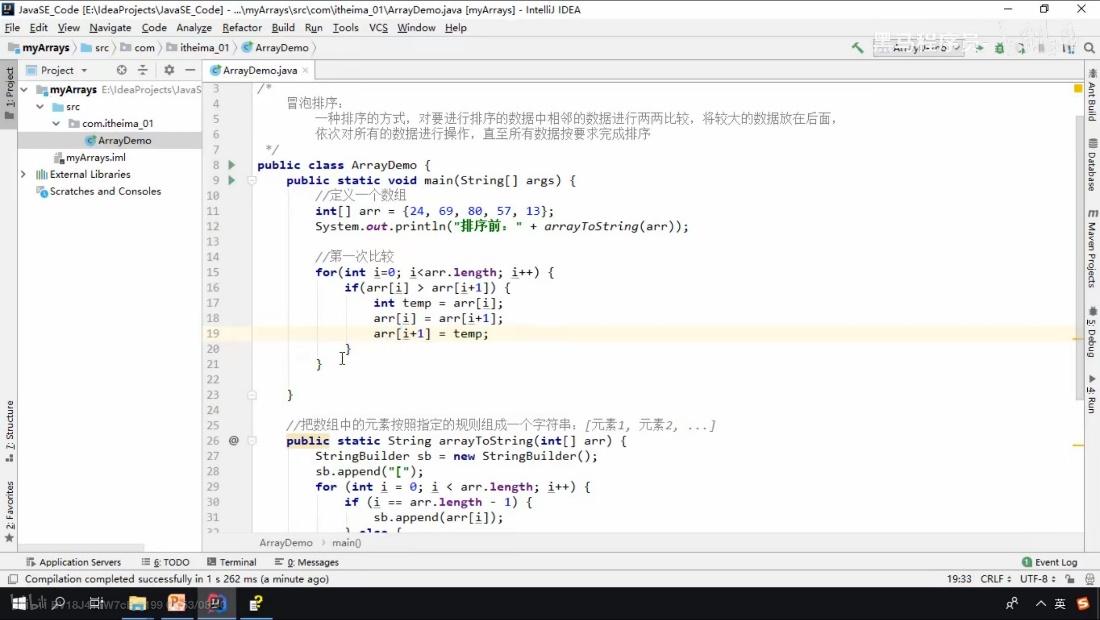 JavaSE_Code [E:\IdeaProjects\JavaSE_Code] - ...\myArrays\src\com\itheima_01\ArrayDemo.java [myArrays] - IntelliJ IDEA
File Edit View Navigate Code Analyze Refactor Build Run Tools VCS Window Help
myArrays src com itheima_01 ArrayDemo
Project
ArrayDemo.java
1: Project
myArrays E:\IdeaProjects\JavaS
src
com.itheima_01
ArrayDemo
myArrays.iml
External Libraries
Scratches and Consoles
3 /*
4 冒泡排序:
5 一种排序的方式，对要进行排序的数据中相邻的数据进行两两比较，将较大的数据放在后面，
6 依次对所有的数据进行操作，直至所有数据按要求完成排序
7 */
8 public class ArrayDemo {
9 public static void main(String[] args) {
10 //定义一个数组
11 int[] arr = {24, 69, 80, 57, 13};
12 System.out.println("排序前：" + arrayToString(arr));
13
14 //第一次比较
15 for(int i=0; i<arr.length; i++) {
16 if(arr[i] > arr[i+1]) {
17 int temp = arr[i];
18 arr[i] = arr[i+1];
19 arr[i+1] = temp;
20 }
21 }
22
23 }
24
25 //把数组中的元素按照指定的规则组成一个字符串：[元素1, 元素2, ...]
26 @ public static String arrayToString(int[] arr) {
27 StringBuilder sb = new StringBuilder();
28 sb.append("[");
29 for (int i = 0; i < arr.length; i++) {
30 if (i == arr.length - 1) {
31 sb.append(arr[i]);
32 } else {
ArrayDemo main()
Ant Build
Database
Maven Projects
5: Debug
4: Run
7: Structure
2: Favorites
Application Servers 6: TODO Terminal 0: Messages Event Log
Compilation completed successfully in 1 s 262 ms (a minute ago) 19:33 CRLF UTF-8
英